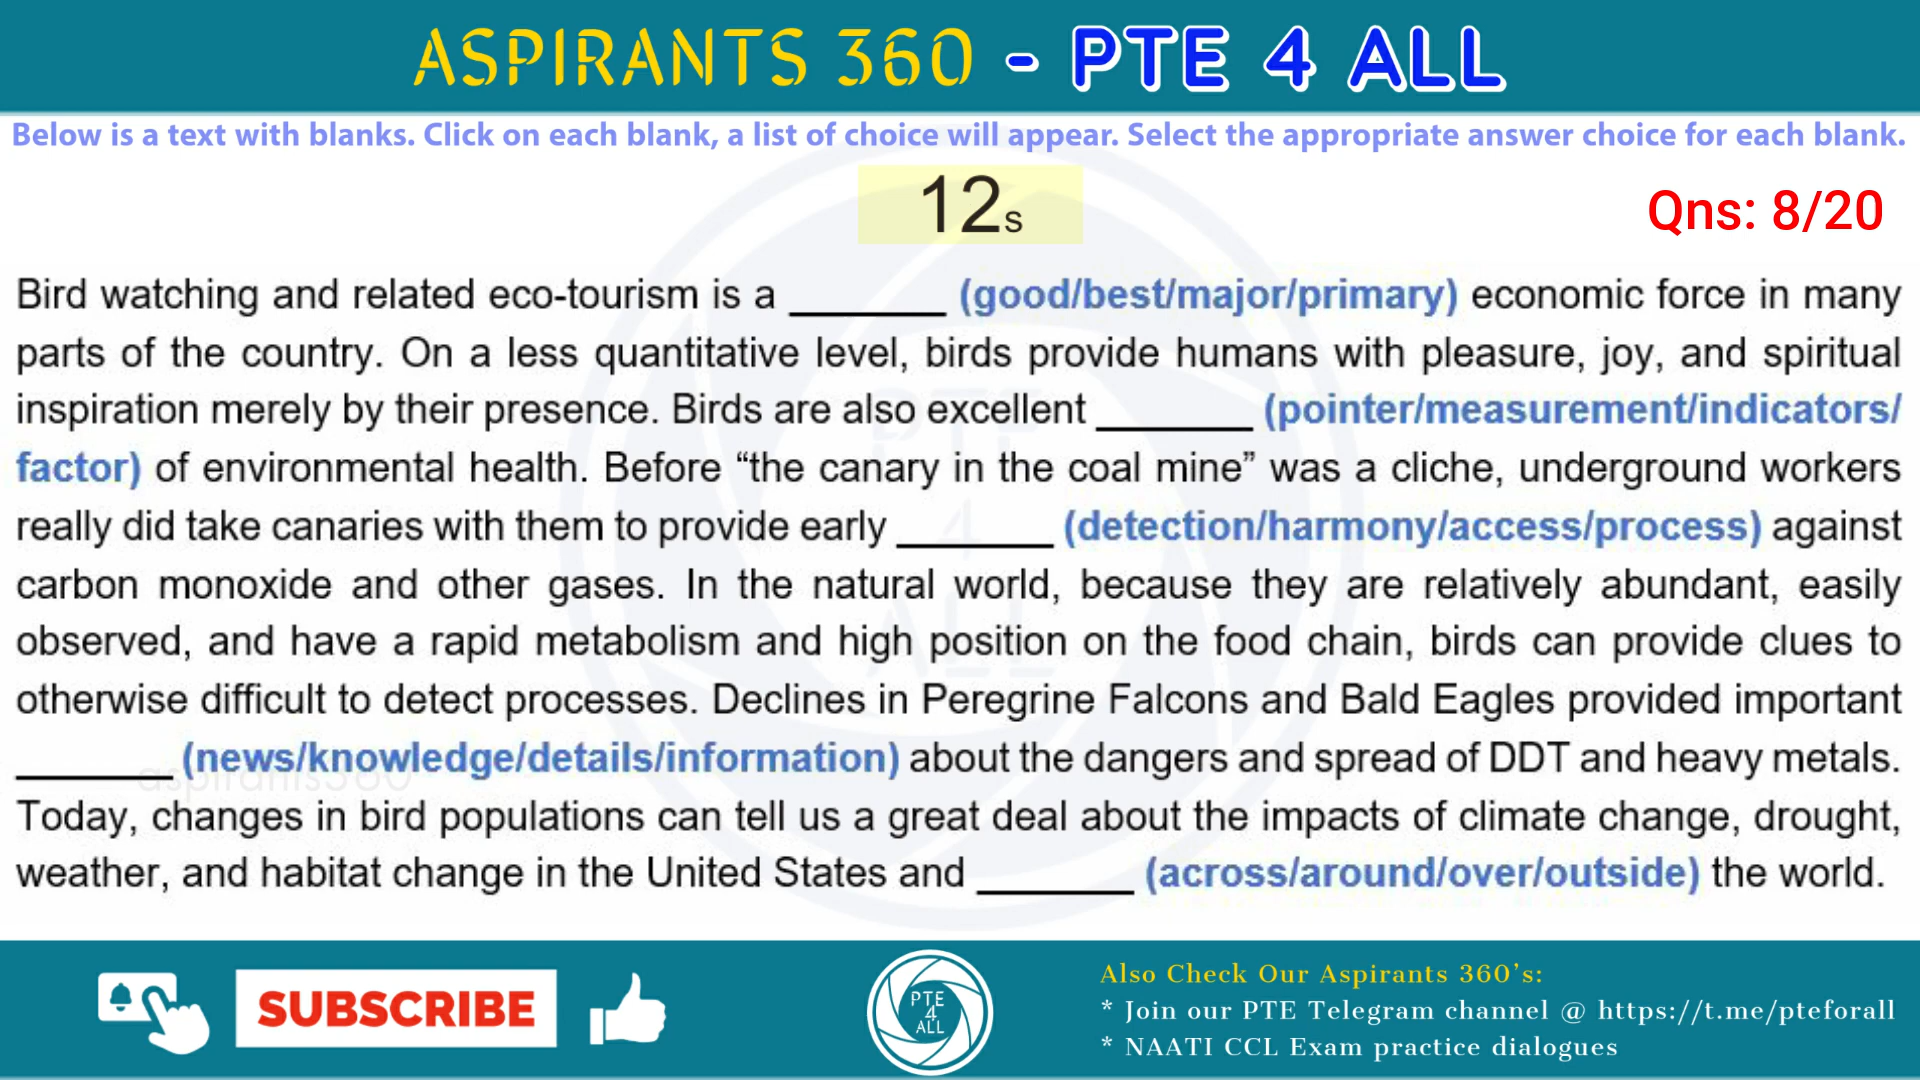 ASPIRANTS 360 - PTE 4 ALL
Below is a text with blanks. Click on each blank, a list of choice will appear. Select the appropriate answer choice for each blank.
12s
Qns: 8/20
Bird watching and related eco-tourism is a _______ (good/best/major/primary) economic force in many
parts of the country. On a less quantitative level, birds provide humans with pleasure, joy, and spiritual
inspiration merely by their presence. Birds are also excellent _______ (pointer/measurement/indicators/
factor) of environmental health. Before “the canary in the coal mine” was a cliche, underground workers
really did take canaries with them to provide early _______ (detection/harmony/access/process) against
carbon monoxide and other gases. In the natural world, because they are relatively abundant, easily
observed, and have a rapid metabolism and high position on the food chain, birds can provide clues to
otherwise difficult to detect processes. Declines in Peregrine Falcons and Bald Eagles provided important
_______ (news/knowledge/details/information) about the dangers and spread of DDT and heavy metals.
aspirants360
Today, changes in bird populations can tell us a great deal about the impacts of climate change, drought,
weather, and habitat change in the United States and _______ (across/around/over/outside) the world.
PTE
4
ALL
SUBSCRIBE
PTE
4
ALL
Also Check Our Aspirants 360’s:
* Join our PTE Telegram channel @ https://t.me/pteforall
* NAATI CCL Exam practice dialogues